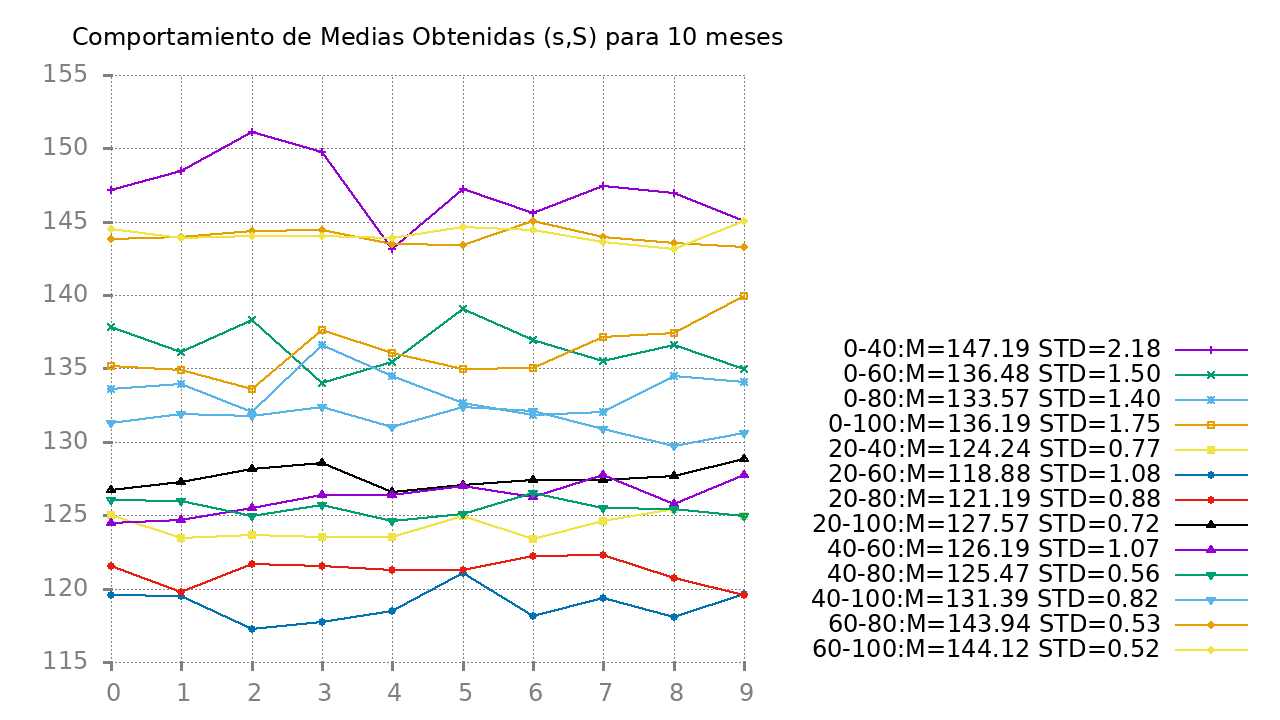 Comportamiento de Medias Obtenidas (s,S) para 10 meses
155
150
145
140
135
130
125
120
115
0 1 2 3 4 5 6 7 8 9
0-40:M=147.19 STD=2.18
0-60:M=136.48 STD=1.50
0-80:M=133.57 STD=1.40
0-100:M=136.19 STD=1.75
20-40:M=124.24 STD=0.77
20-60:M=118.88 STD=1.08
20-80:M=121.19 STD=0.88
20-100:M=127.57 STD=0.72
40-60:M=126.19 STD=1.07
40-80:M=125.47 STD=0.56
40-100:M=131.39 STD=0.82
60-80:M=143.94 STD=0.53
60-100:M=144.12 STD=0.52